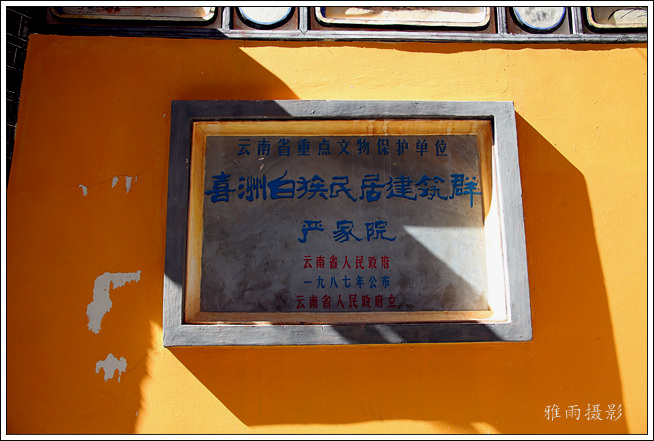 云南省重点文物保护单位
喜洲白族民居建筑群
严家院
云南省人民政府
一九八七年公布
云南省人民政府立
雅雨摄影